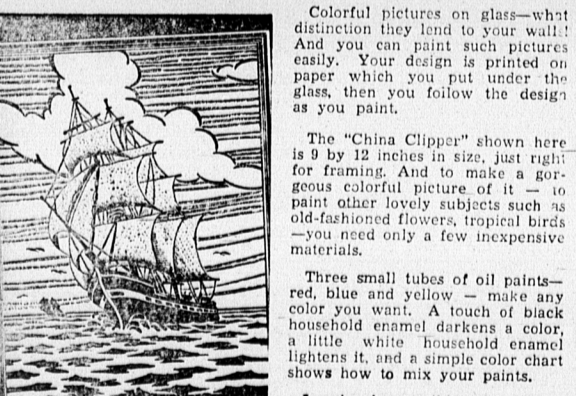 Colorful pictures on glass—what
distinction they lend to your walls!
And you can paint such pictures
easily. Your design is printed on
paper which you put under the
glass, then you follow the design
as you paint.
The "China Clipper" shown here
is 9 by 12 inches in size, just right
for framing. And to make a gor-
geous colorful picture of it — to
paint other lovely subjects such as
old-fashioned flowers, tropical birds
—you need only a few inexpensive
materials.
Three small tubes of oil paints—
red, blue and yellow — make any
color you want. A touch of black
household enamel darkens a color,
a little white household enamel
lightens it, and a simple color chart
shows how to mix your paints.